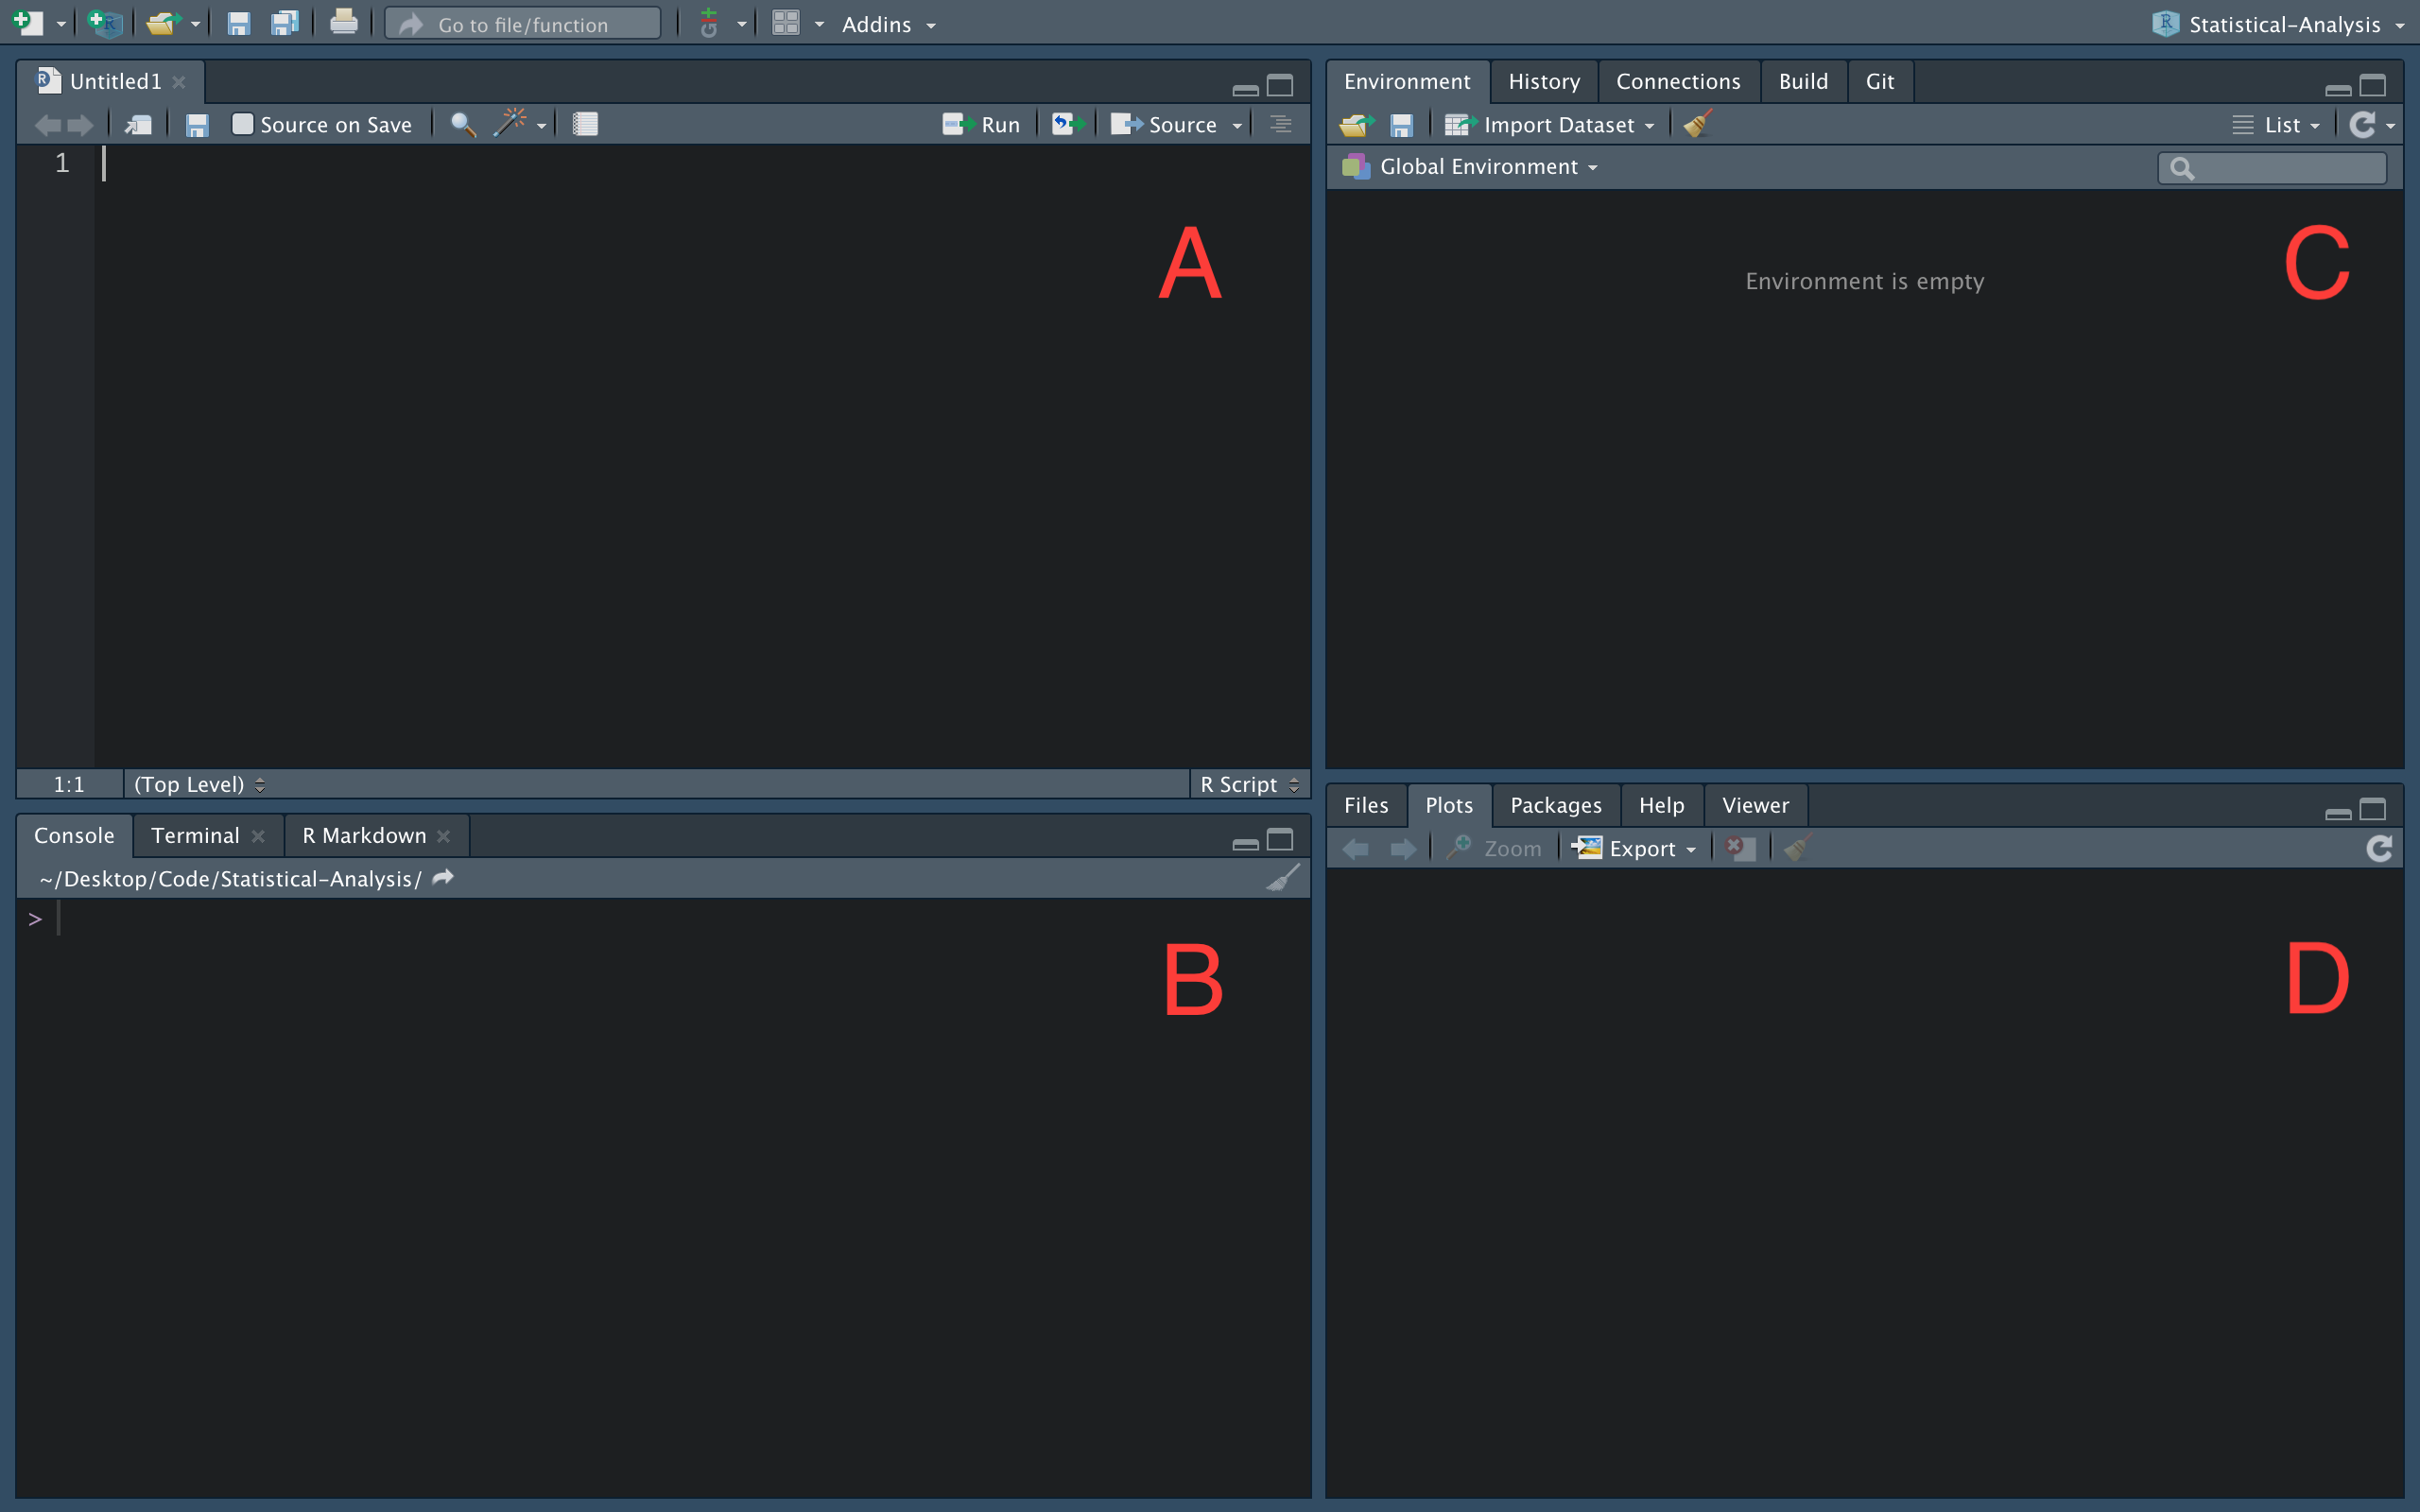 Go to file/function
Addins
Statistical-Analysis
Untitled1
Source on Save
Run
Source
1
A
1:1
(Top Level)
R Script
Console
Terminal
R Markdown
~/Desktop/Code/Statistical-Analysis/
>
B
Environment
History
Connections
Build
Git
Import Dataset
List
Global Environment
Environment is empty
C
Files
Plots
Packages
Help
Viewer
Zoom
Export
D